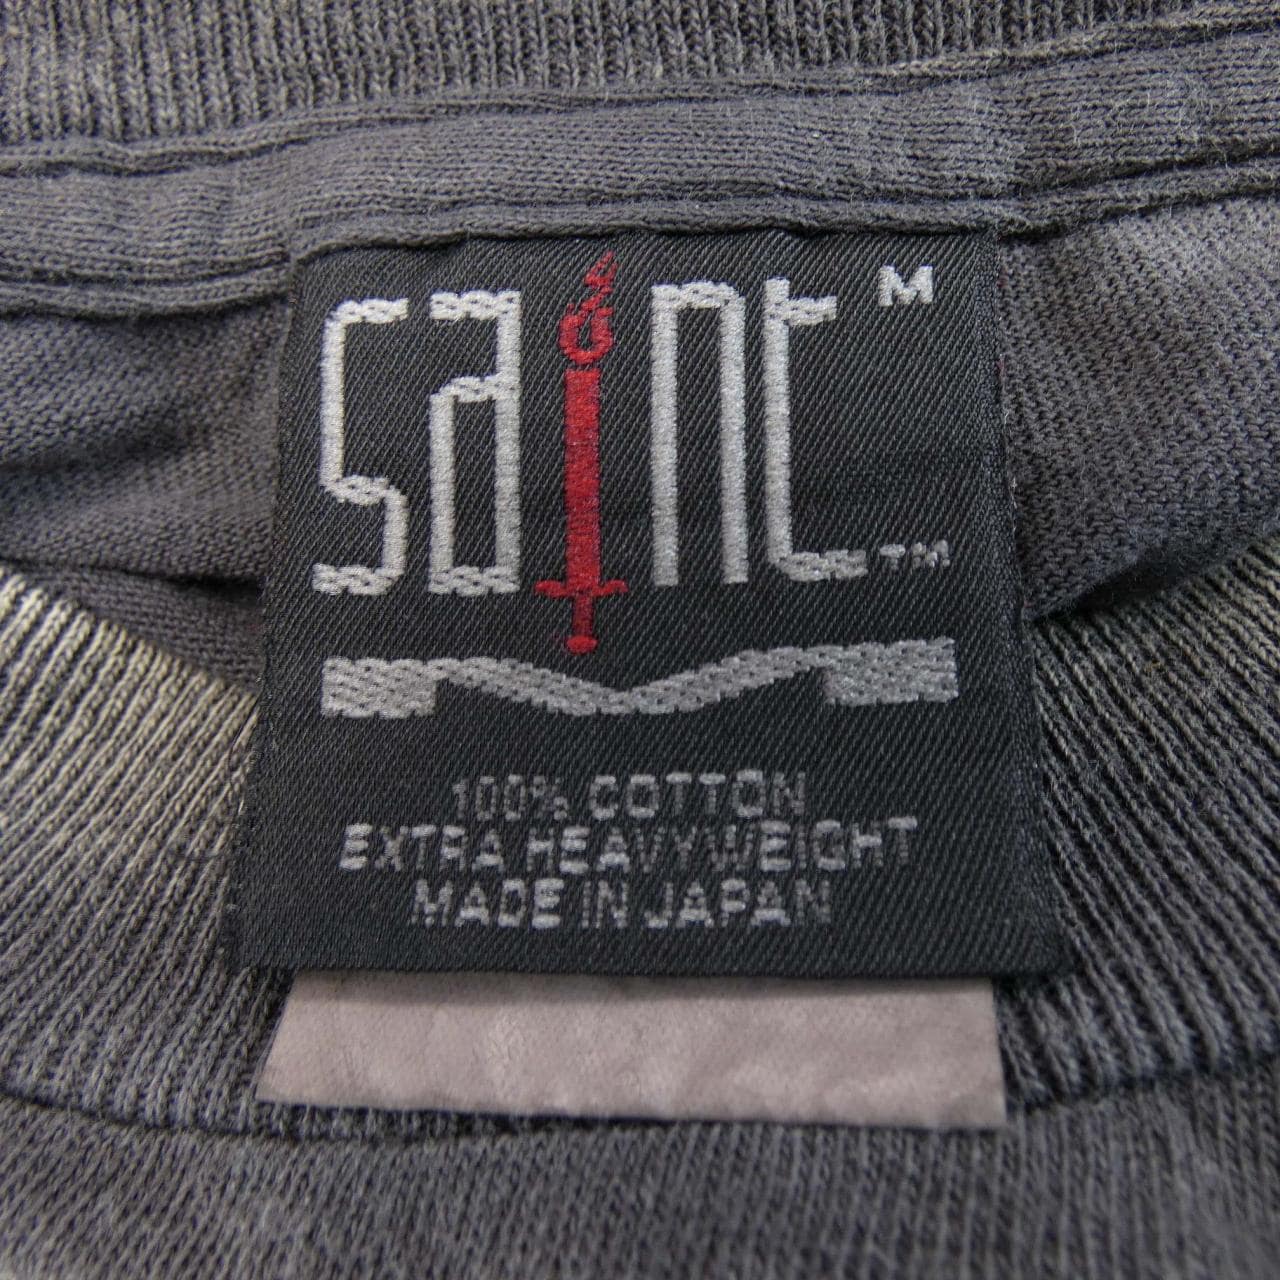 saint M
TM
100% COTTON
EXTRA HEAVYWEIGHT
MADE IN JAPAN